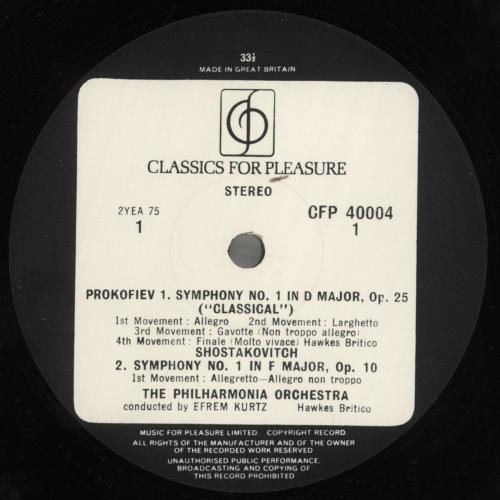 33⅓
MADE IN GREAT BRITAIN
CLASSICS FOR PLEASURE
STEREO
2YEA 75 CFP 40004
1 1
PROKOFIEV 1. SYMPHONY NO. 1 IN D MAJOR, Op. 25
("CLASSICAL")
1st Movement : Allegro 2nd Movement : Larghetto
3rd Movement : Gavotte (Non troppo allegro)
4th Movement : Finale (Molto vivace) Hawkes Britico
SHOSTAKOVITCH
2. SYMPHONY NO. 1 IN F MAJOR, Op. 10
1st Movement : Allegretto—Allegro non troppo
THE PHILHARMONIA ORCHESTRA
conducted by EFREM KURTZ Hawkes Britico
MUSIC FOR PLEASURE LIMITED. COPYRIGHT RECORD.
ALL RIGHTS OF THE MANUFACTURER AND OF THE OWNER
OF THE RECORDED WORK RESERVED
UNAUTHORISED PUBLIC PERFORMANCE,
BROADCASTING AND COPYING OF
THIS RECORD PROHIBITED